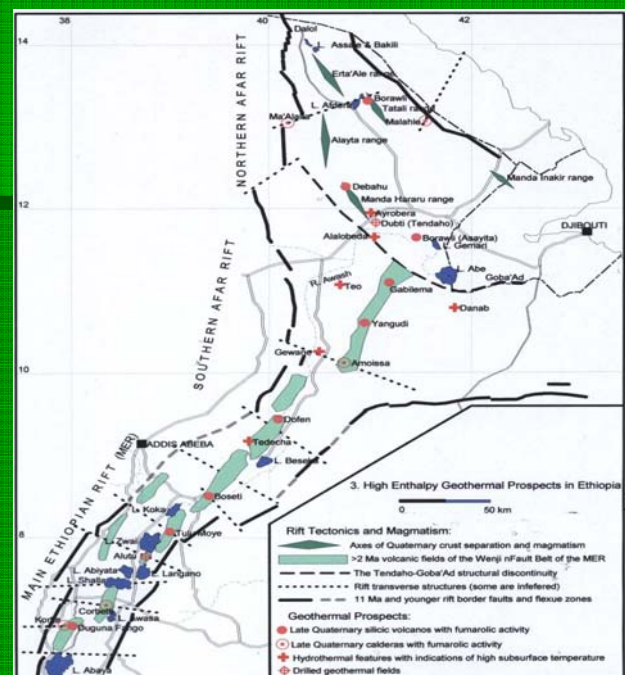 38
40
42
14
12
10
8
Dalol
L. Assale & Bakili
Erta'Ale range
L. Afdera
Borawli
Tatali range
Ma'Alalta
Malahle
Alayta range
Manda Inakir range
Debahu
Manda Hararu range
Ayrobera
Dubti (Tendaho)
DJIBOUTI
Alalobeda
Borawli (Asayita)
L. Gemari
L. Abe
Goba'Ad
R. Awash
Teo
Gabilema
Danab
Yangudi
Gewane
Amoissa
Dofen
ADDIS ABEBA
Tedecha
L. Beseka
Boseti
L. Koka
Tulu Moye
L. Zwai
Alutu
L. Abiyata
L. Langano
L. Shalla
Corbetti
L. Awasa
Duguna Fango
L. Abaya
NORTHERN AFAR RIFT
SOUTHERN AFAR RIFT
MAIN ETHIOPIAN RIFT (MER)
3. High Enthalpy Geothermal Prospects in Ethiopia
0 50 km
Rift Tectonics and Magmatism:
Axes of Quaternary crust separation and magmatism
>2 Ma volcanic fields of the Wenji nFault Belt of the MER
The Tendaho-Goba'Ad structural discontinuity
Rift transverse structures (some are infefered)
11 Ma and younger rift border faults and flexue zones
Geothermal Prospects:
Late Quaternary silicic volcanos with fumarolic activity
Late Quaternary calderas with fumarolic activity
Hydrothermal features with indications of high subsurface temperature
Drilled geothermal fields